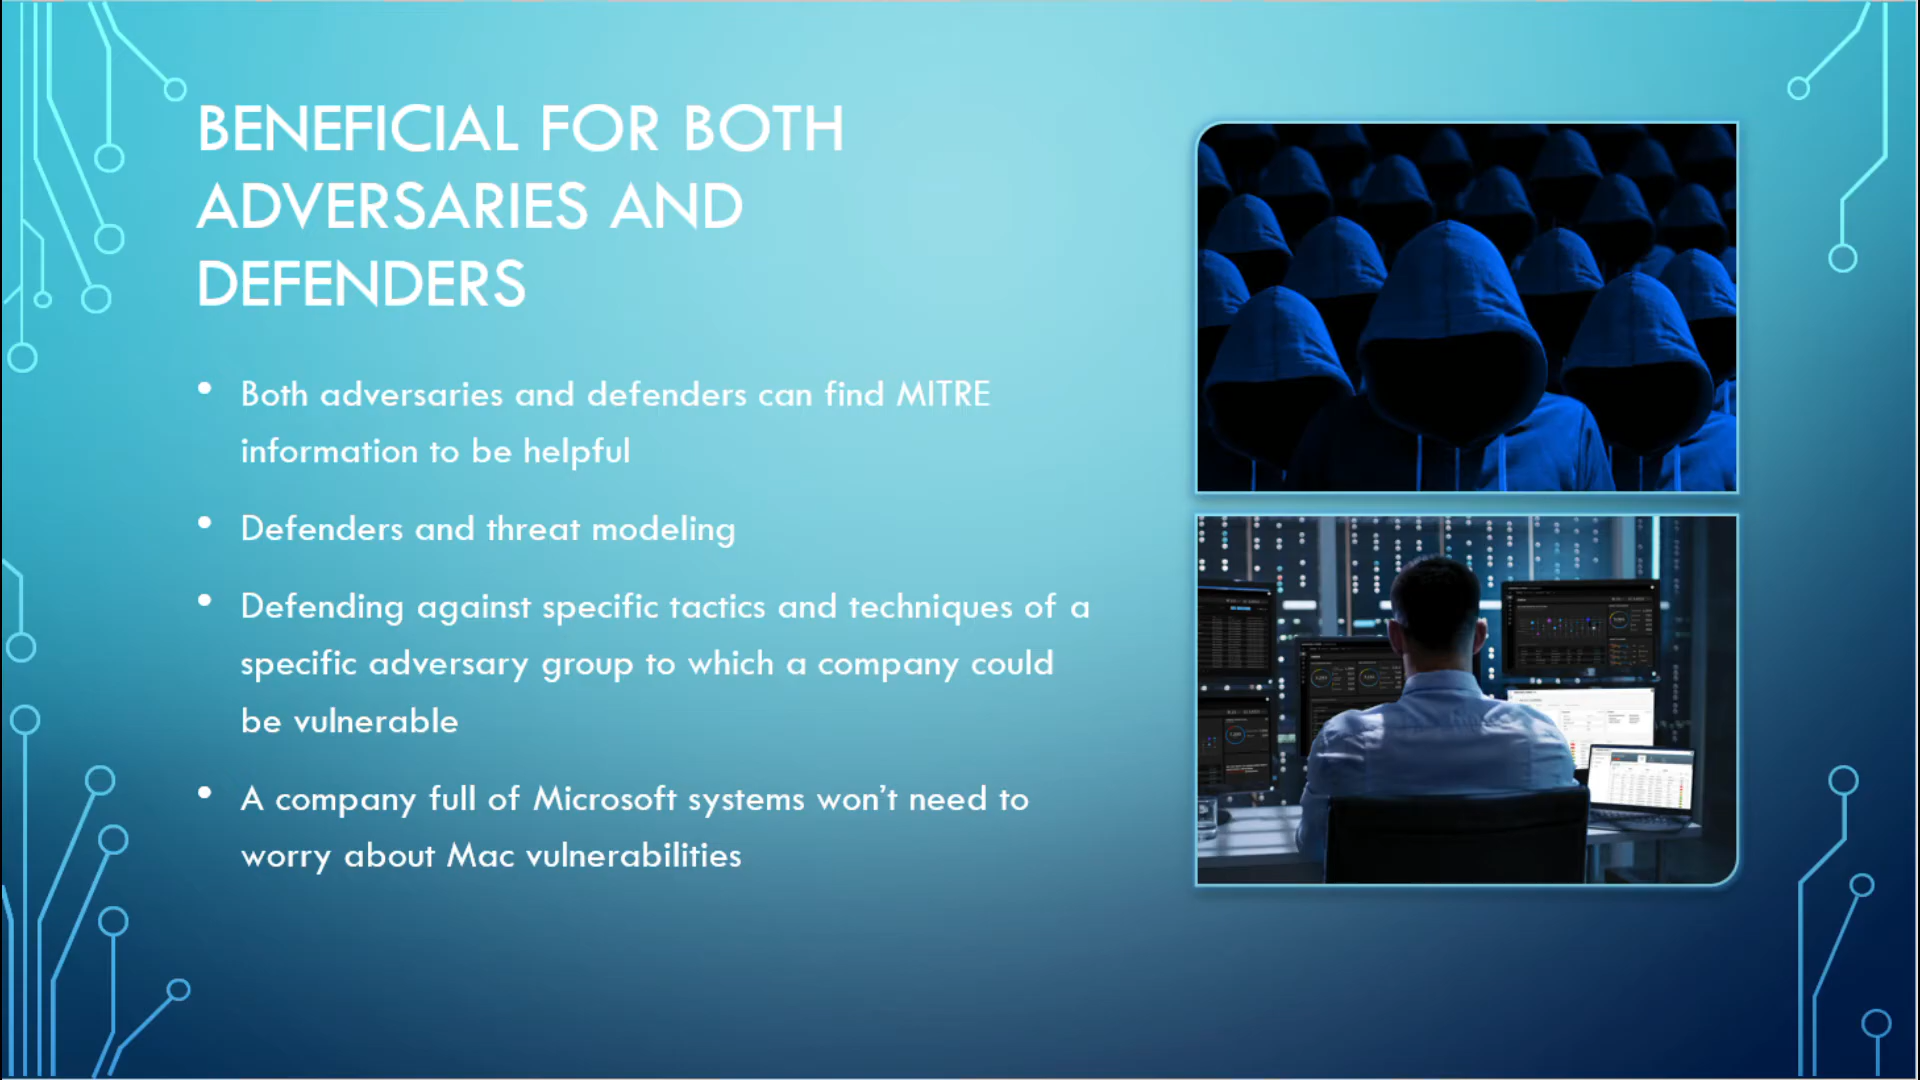 BENEFICIAL FOR BOTH
ADVERSARIES AND
DEFENDERS
• Both adversaries and defenders can find MITRE
information to be helpful
• Defenders and threat modeling
• Defending against specific tactics and techniques of a
specific adversary group to which a company could
be vulnerable
• A company full of Microsoft systems won’t need to
worry about Mac vulnerabilities